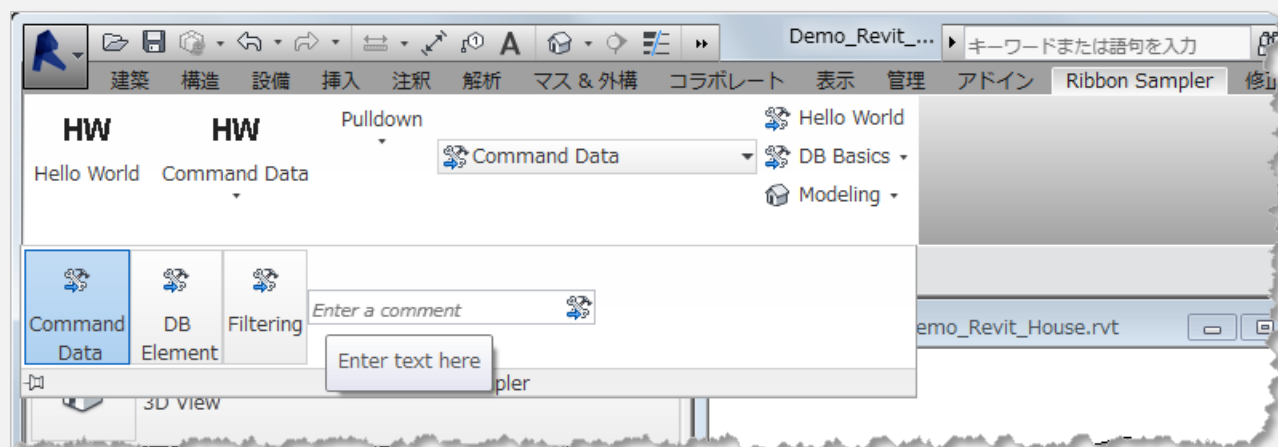 Demo_Revit_...
キーワードまたは語句を入力
建築 構造 設備 挿入 注釈 解析 マス & 外構 コラボレート 表示 管理 アドイン Ribbon Sampler
HW
Hello World
HW
Command Data
Pulldown
Command Data
Hello World
DB Basics
Modeling
Command Data
DB Element
Filtering
Enter a comment
Enter text here
pler
emo_Revit_House.rvt
3D View